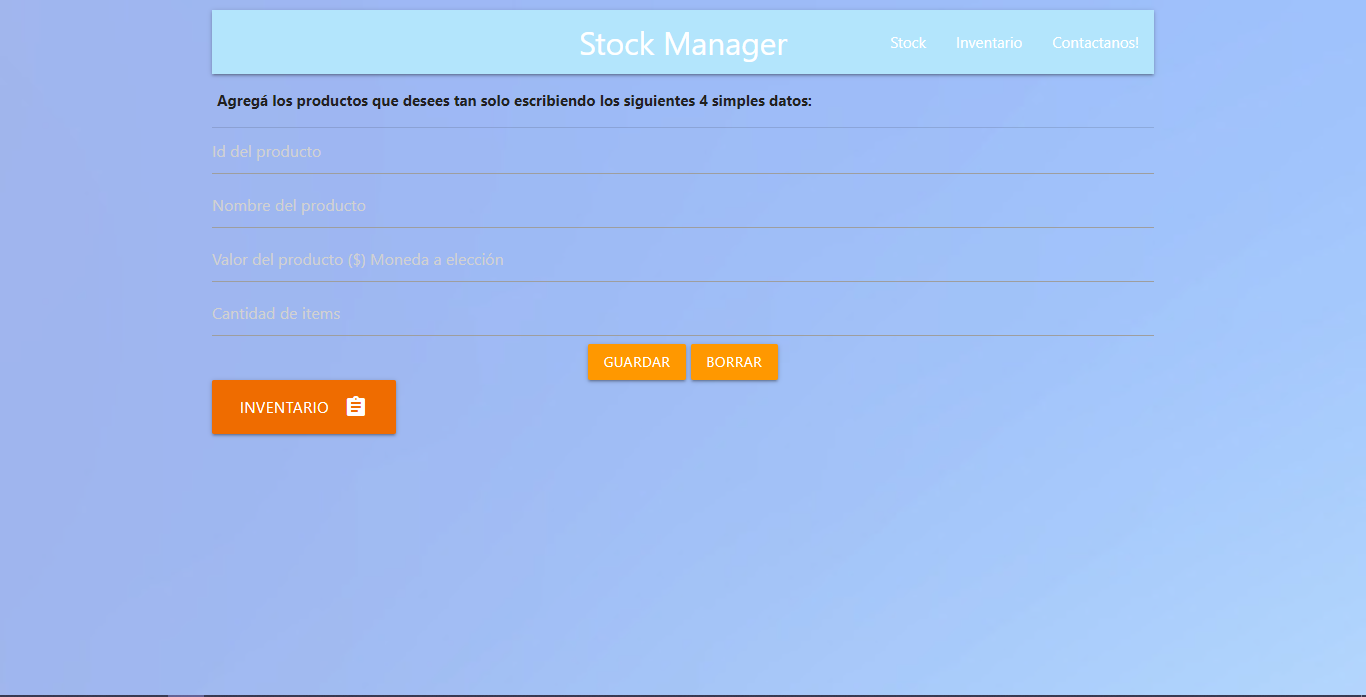 Stock Manager Stock Inventario Contactanos!
Agregá los productos que desees tan solo escribiendo los siguientes 4 simples datos:
Id del producto
Nombre del producto
Valor del producto ($) Moneda a elección
Cantidad de items
GUARDAR BORRAR
INVENTARIO